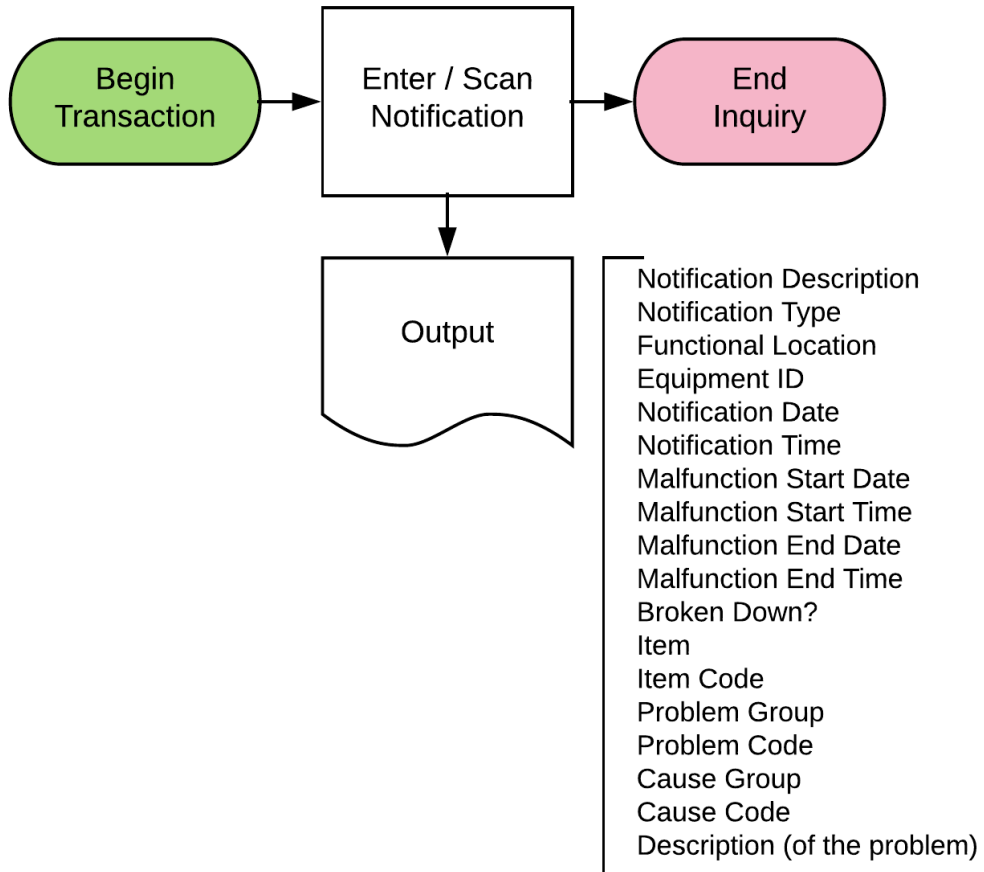 Begin
Transaction
Enter / Scan
Notification
End
Inquiry
Output
Notification Description
Notification Type
Functional Location
Equipment ID
Notification Date
Notification Time
Malfunction Start Date
Malfunction Start Time
Malfunction End Date
Malfunction End Time
Broken Down?
Item
Item Code
Problem Group
Problem Code
Cause Group
Cause Code
Description (of the problem)